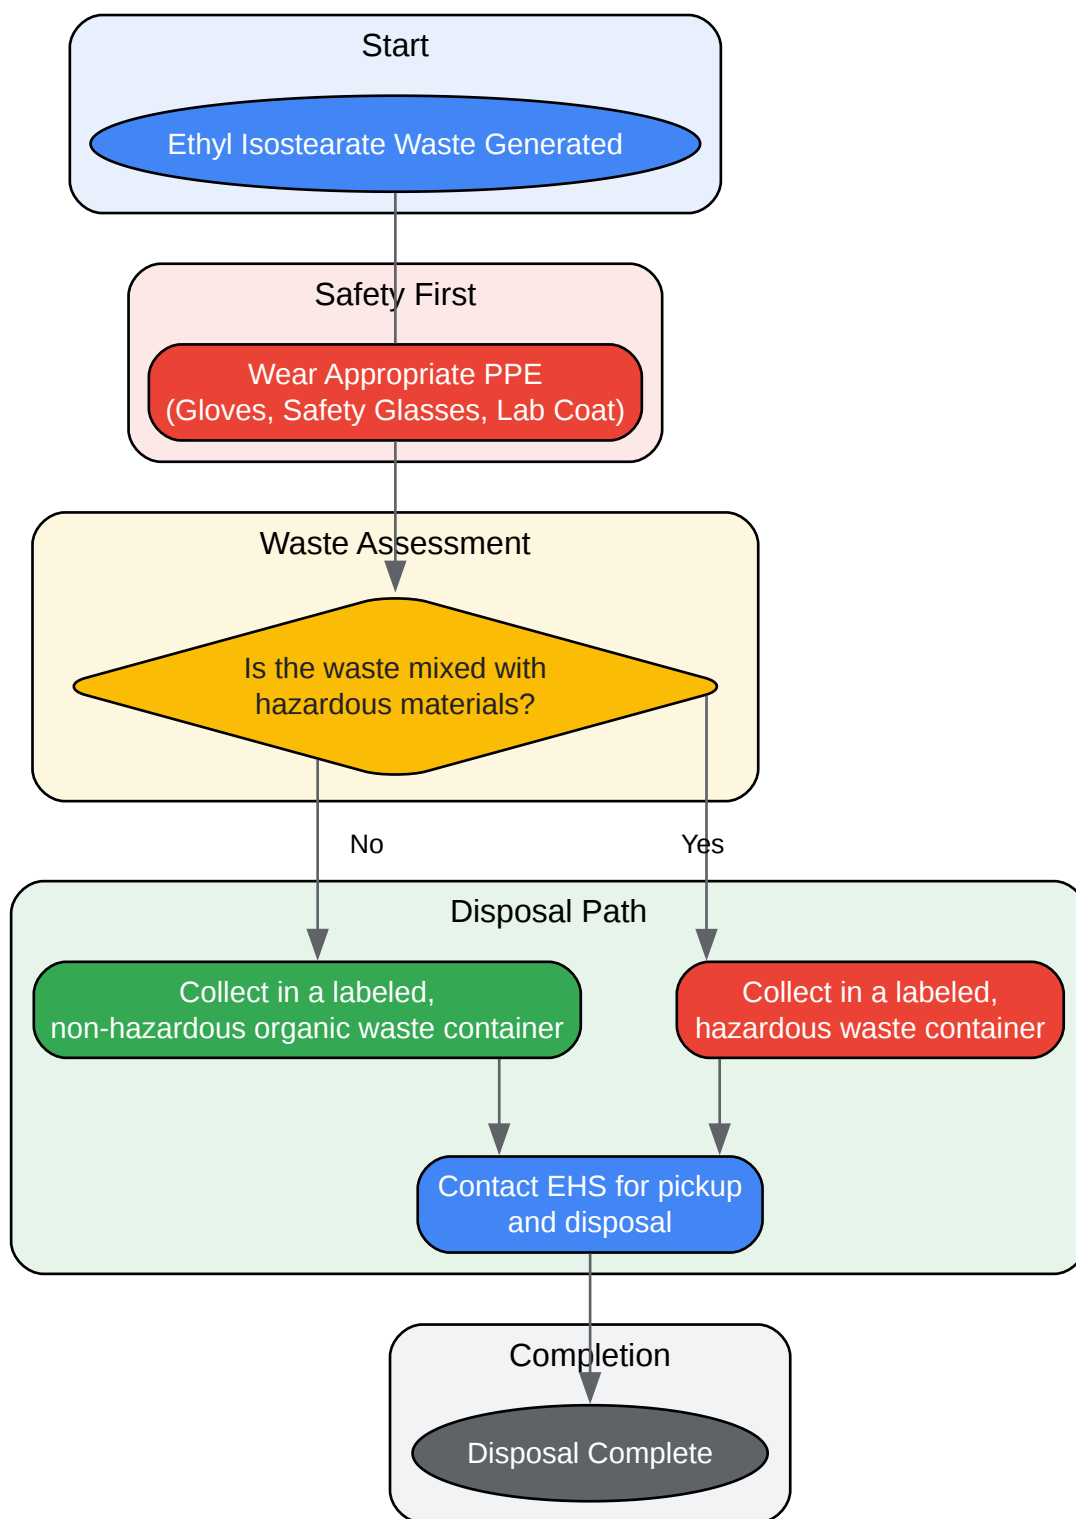 Start
Ethyl Isostearate Waste Generated
Safety First
Wear Appropriate PPE
(Gloves, Safety Glasses, Lab Coat)
Waste Assessment
Is the waste mixed with
hazardous materials?
No
Yes
Disposal Path
Collect in a labeled,
non-hazardous organic waste container
Collect in a labeled,
hazardous waste container
Contact EHS for pickup
and disposal
Completion
Disposal Complete